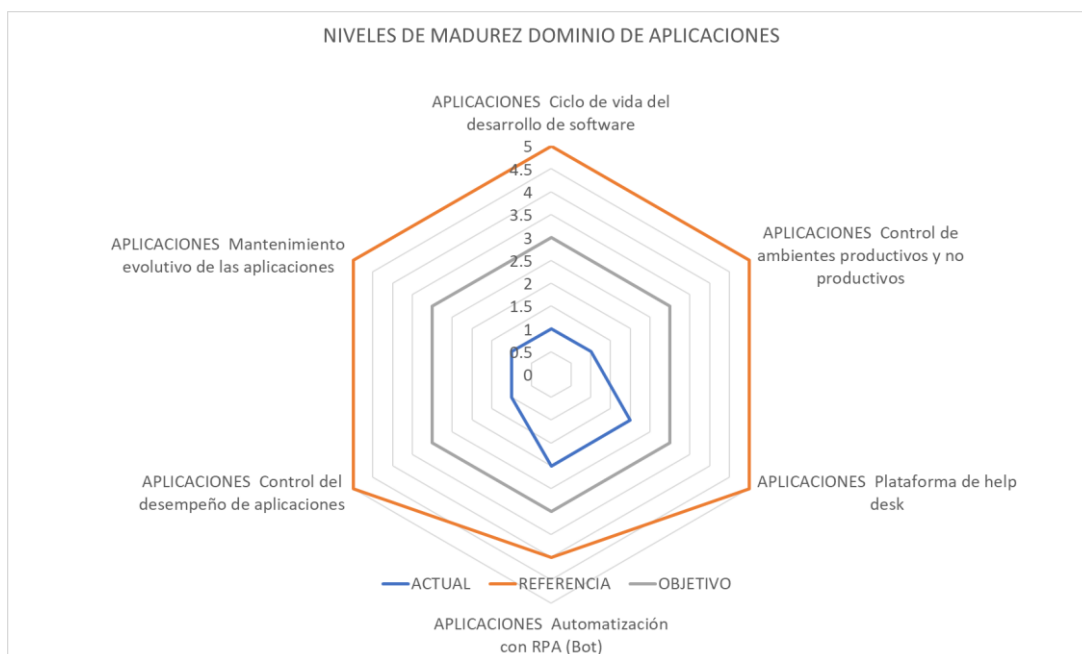 NIVELES DE MADUREZ DOMINIO DE APLICACIONES
APLICACIONES Ciclo de vida del
desarrollo de software
5
4.5
4
3.5
3
2.5
2
1.5
1
0.5
0
APLICACIONES Control de
ambientes productivos y no
productivos
APLICACIONES Plataforma de help
desk
APLICACIONES Automatización
con RPA (Bot)
APLICACIONES Control del
desempeño de aplicaciones
APLICACIONES Mantenimiento
evolutivo de las aplicaciones
ACTUAL REFERENCIA OBJETIVO